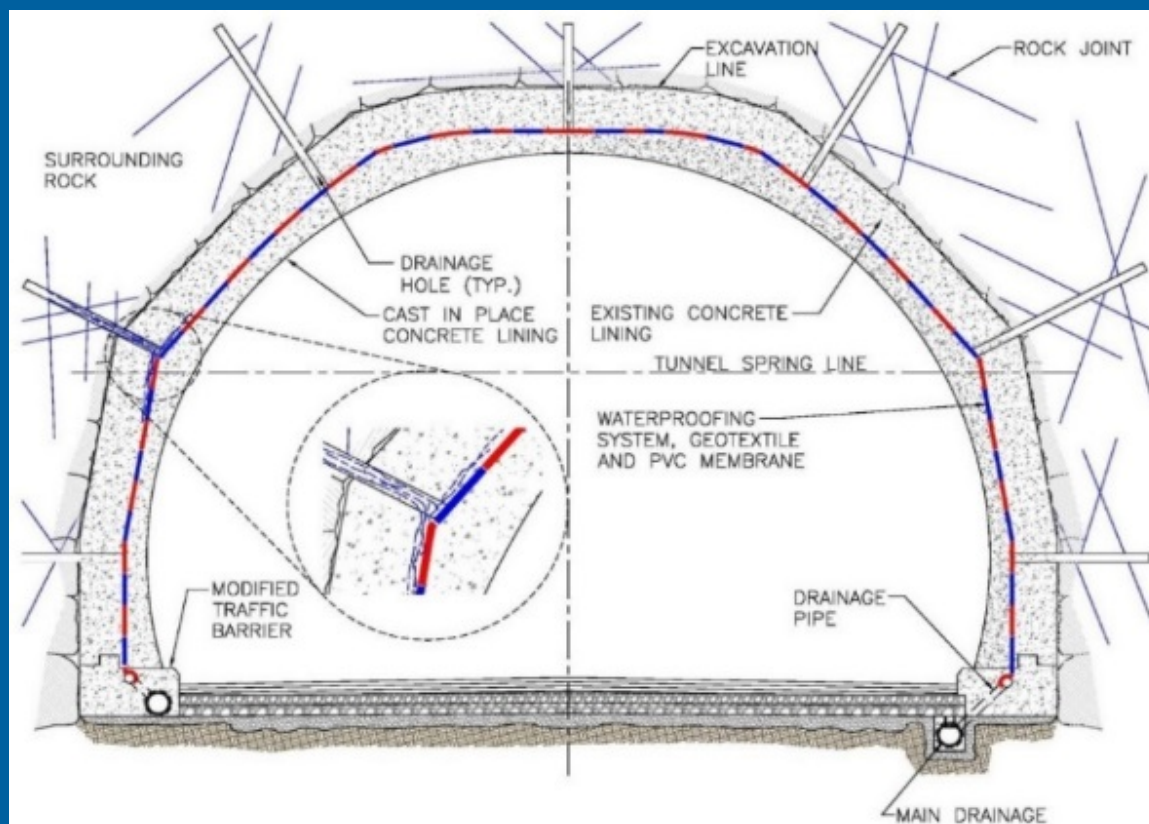 EXCAVATION
LINE
ROCK JOINT
SURROUNDING
ROCK
DRAINAGE
HOLE (TYP.)
CAST IN PLACE
CONCRETE LINING
EXISTING CONCRETE
LINING
TUNNEL SPRING LINE
WATERPROOFING
SYSTEM, GEOTEXTILE
AND PVC MEMBRANE
MODIFIED
TRAFFIC
BARRIER
DRAINAGE
PIPE
MAIN DRAINAGE